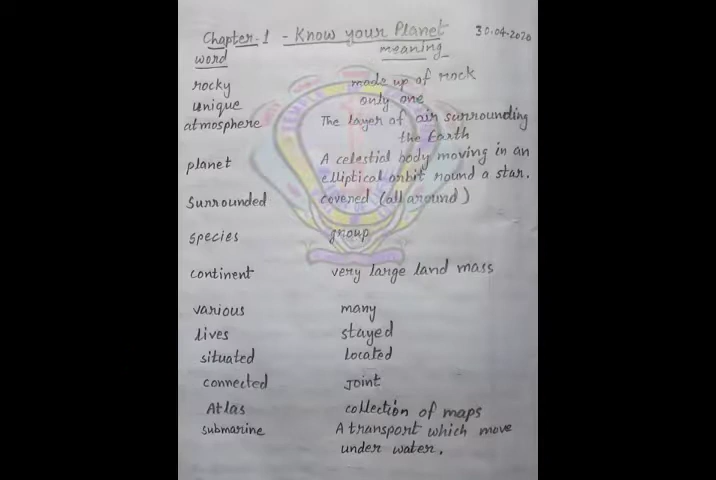 Chapter-1 - Know your Planet 30.04.2020
word meaning
rocky made up of rock
unique only one
atmosphere The layer of air surrounding
the Earth
planet A celestial body moving in an
elliptical orbit round a star.
Surrounded covered (all around)
species group
continent very large land mass
various many
lives stayed
situated Located
connected Joint
Atlas collection of maps
submarine A transport which move
under water.